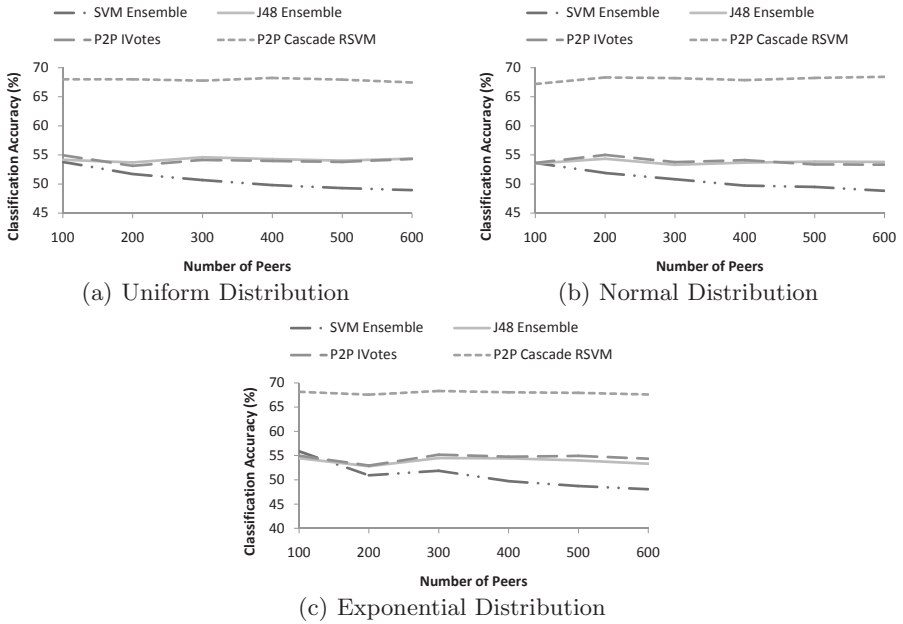 SVM Ensemble
J48 Ensemble
P2P IVotes
P2P Cascade RSVM
Classification Accuracy (%)
70
65
60
55
50
45
100 200 300 400 500 600
Number of Peers
(a) Uniform Distribution
SVM Ensemble
J48 Ensemble
P2P IVotes
P2P Cascade RSVM
Classification Accuracy (%)
70
65
60
55
50
45
100 200 300 400 500 600
Number of Peers
(b) Normal Distribution
SVM Ensemble
J48 Ensemble
P2P IVotes
P2P Cascade RSVM
Classification Accuracy (%)
70
65
60
55
50
45
40
100 200 300 400 500 600
Number of Peers
(c) Exponential Distribution